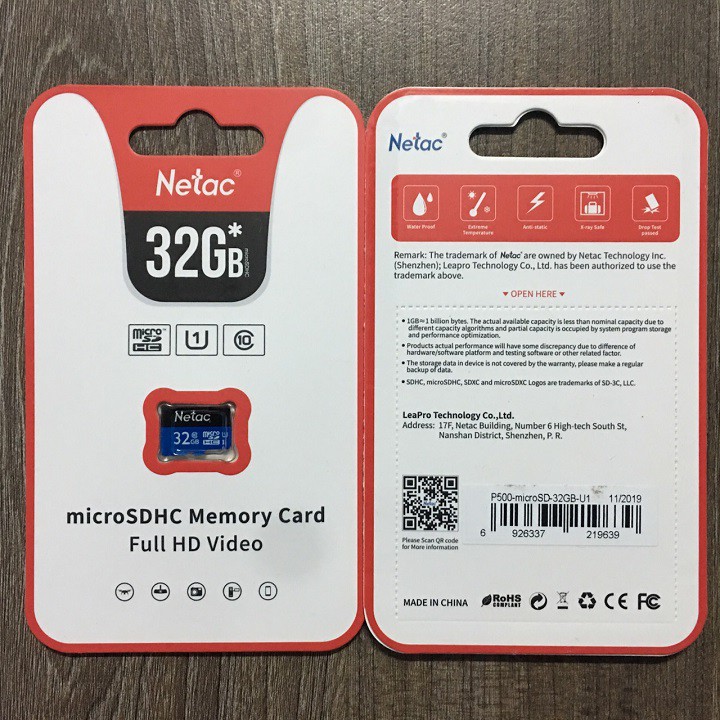 Netac®
32GB*
microSDHC
micro SD HC
U1
10
Netac
32GB micro SD HC U1
microSDHC Memory Card
Full HD Video
Netac®
Water Proof
Extreme Temperature
Anti-static
X-ray Safe
Drop Test passed
Remark: The trademark of Netac® are owned by Netac Technology Inc.
(Shenzhen); Leapro Technology Co., Ltd. has been authorized to use the
trademark above.
▼ OPEN HERE ▼
• 1GB≈1 billion bytes. The actual available capacity is less than nominal capacity due to
different capacity algorithms and partial capacity is occupied by system program storage
and performance optimization.
• Products actual performance will have some discrepancy due to difference of
hardware/software platform and testing software or other related factor.
• The storage data in device is not covered by the warranty, please make a regular
backup of data.
• SDHC, microSDHC, SDXC and microSDXC Logos are trademarks of SD-3C, LLC.
LeaPro Technology Co.,Ltd.
Address: 17F, Netac Building, Number 6 High-tech South St,
Nanshan District, Shenzhen, P. R.
P500-microSD-32GB-U1 11/2019
6 926337 219639
Please Scan QR code
for More information
MADE IN CHINA
RoHS
COMPLIANT
CE FC